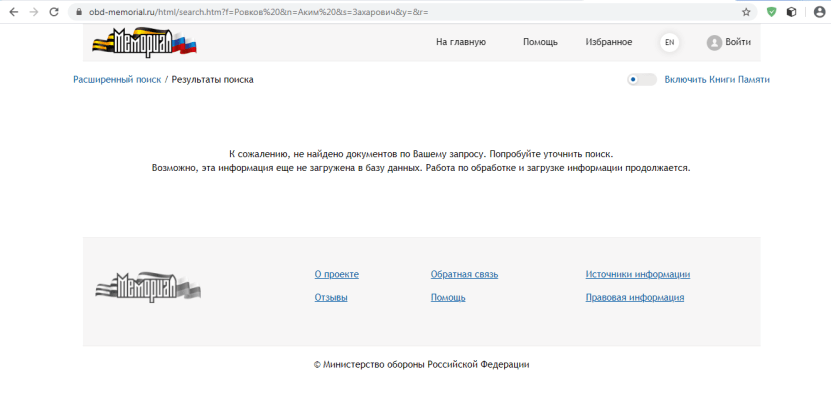 obd-memorial.ru/html/search.htm?f=Ровков%20&n=Аким%20&s=Захарович&y=&r=
Мемориал
На главную Помощь Избранное EN Войти
Расширенный поиск / Результаты поиска Включить Книги Памяти
К сожалению, не найдено документов по Вашему запросу. Попробуйте уточнить поиск.
Возможно, эта информация еще не загружена в базу данных. Работа по обработке и загрузке информации продолжается.
Мемориал
О проекте Обратная связь Источники информации
Отзывы Помощь Правовая информация
© Министерство обороны Российской Федерации